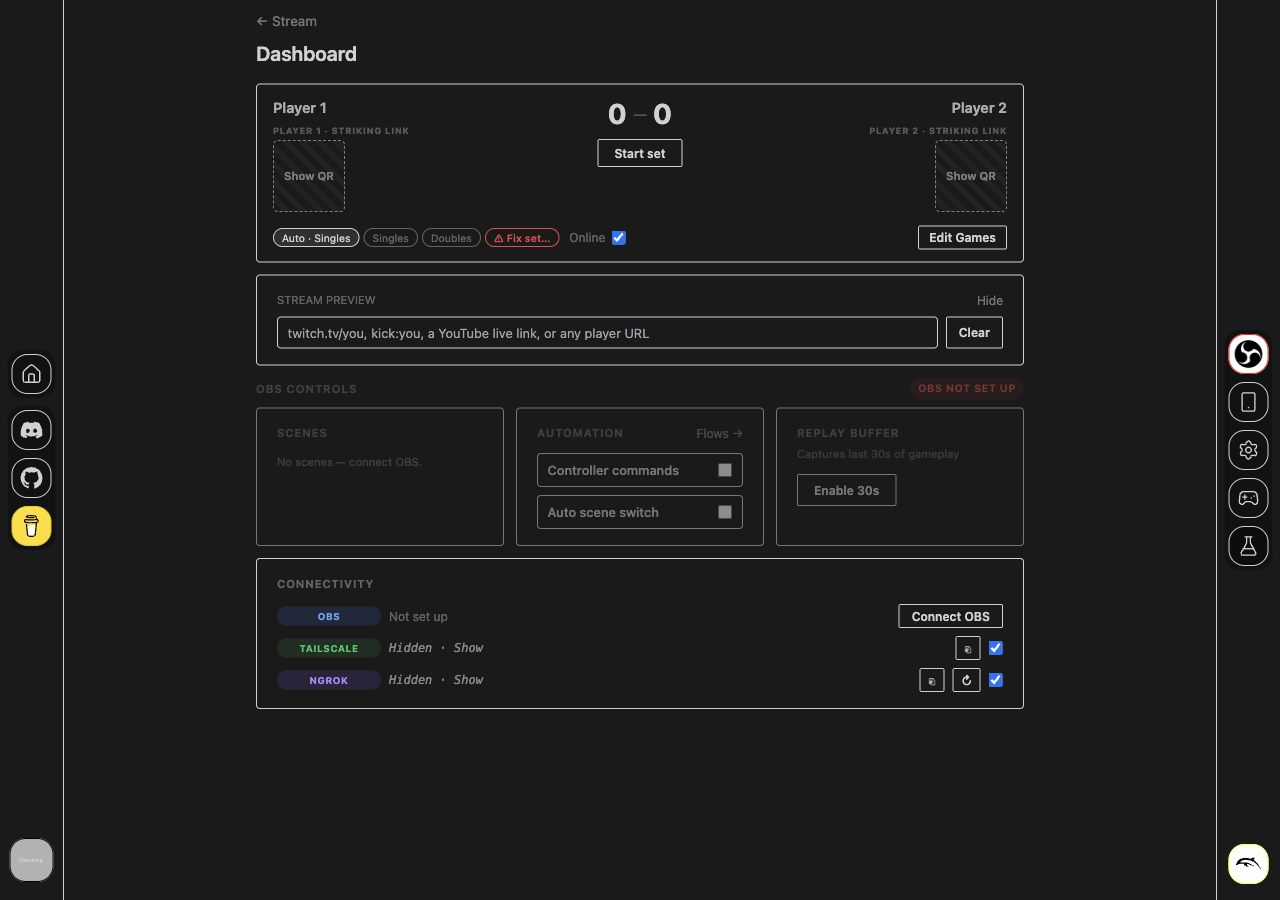 ← Stream
Dashboard
Player 1
0 – 0
Player 2
PLAYER 1 · STRIKING LINK
PLAYER 2 · STRIKING LINK
Start set
Show QR
Show QR
Auto · Singles
Singles
Doubles
⚠ Fix set...
Online
Edit Games
STREAM PREVIEW
Hide
twitch.tv/you, kick:you, a YouTube live link, or any player URL
Clear
OBS CONTROLS
OBS NOT SET UP
SCENES
No scenes — connect OBS.
AUTOMATION
Flows →
Controller commands
Auto scene switch
REPLAY BUFFER
Captures last 30s of gameplay
Enable 30s
CONNECTIVITY
OBS
Not set up
Connect OBS
TAILSCALE
Hidden · Show
NGROK
Hidden · Show
Checking